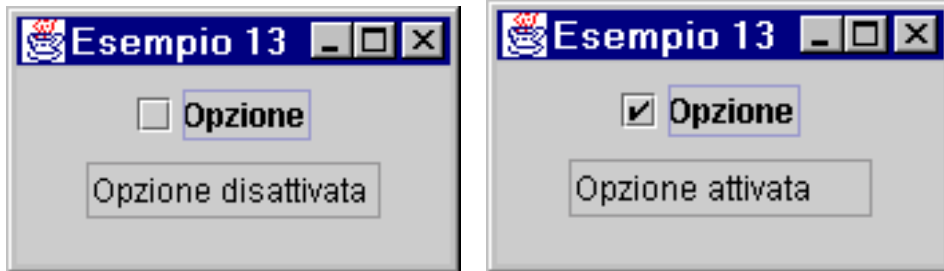 Esempio 13
Opzione
Opzione disattivata
Esempio 13
Opzione
Opzione attivata